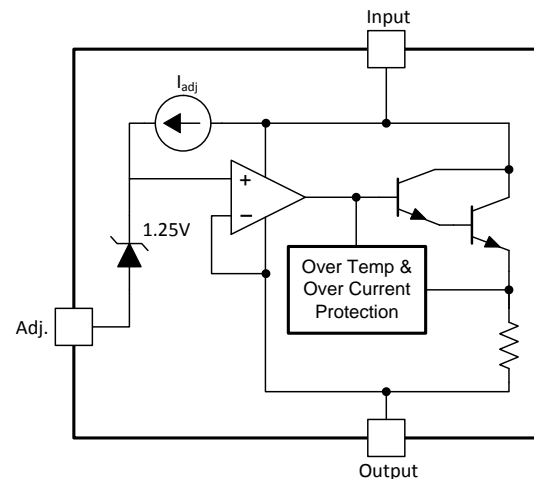 Input
Iadj
+
−
1.25V
Over Temp &
Over Current
Protection
Adj.
Output